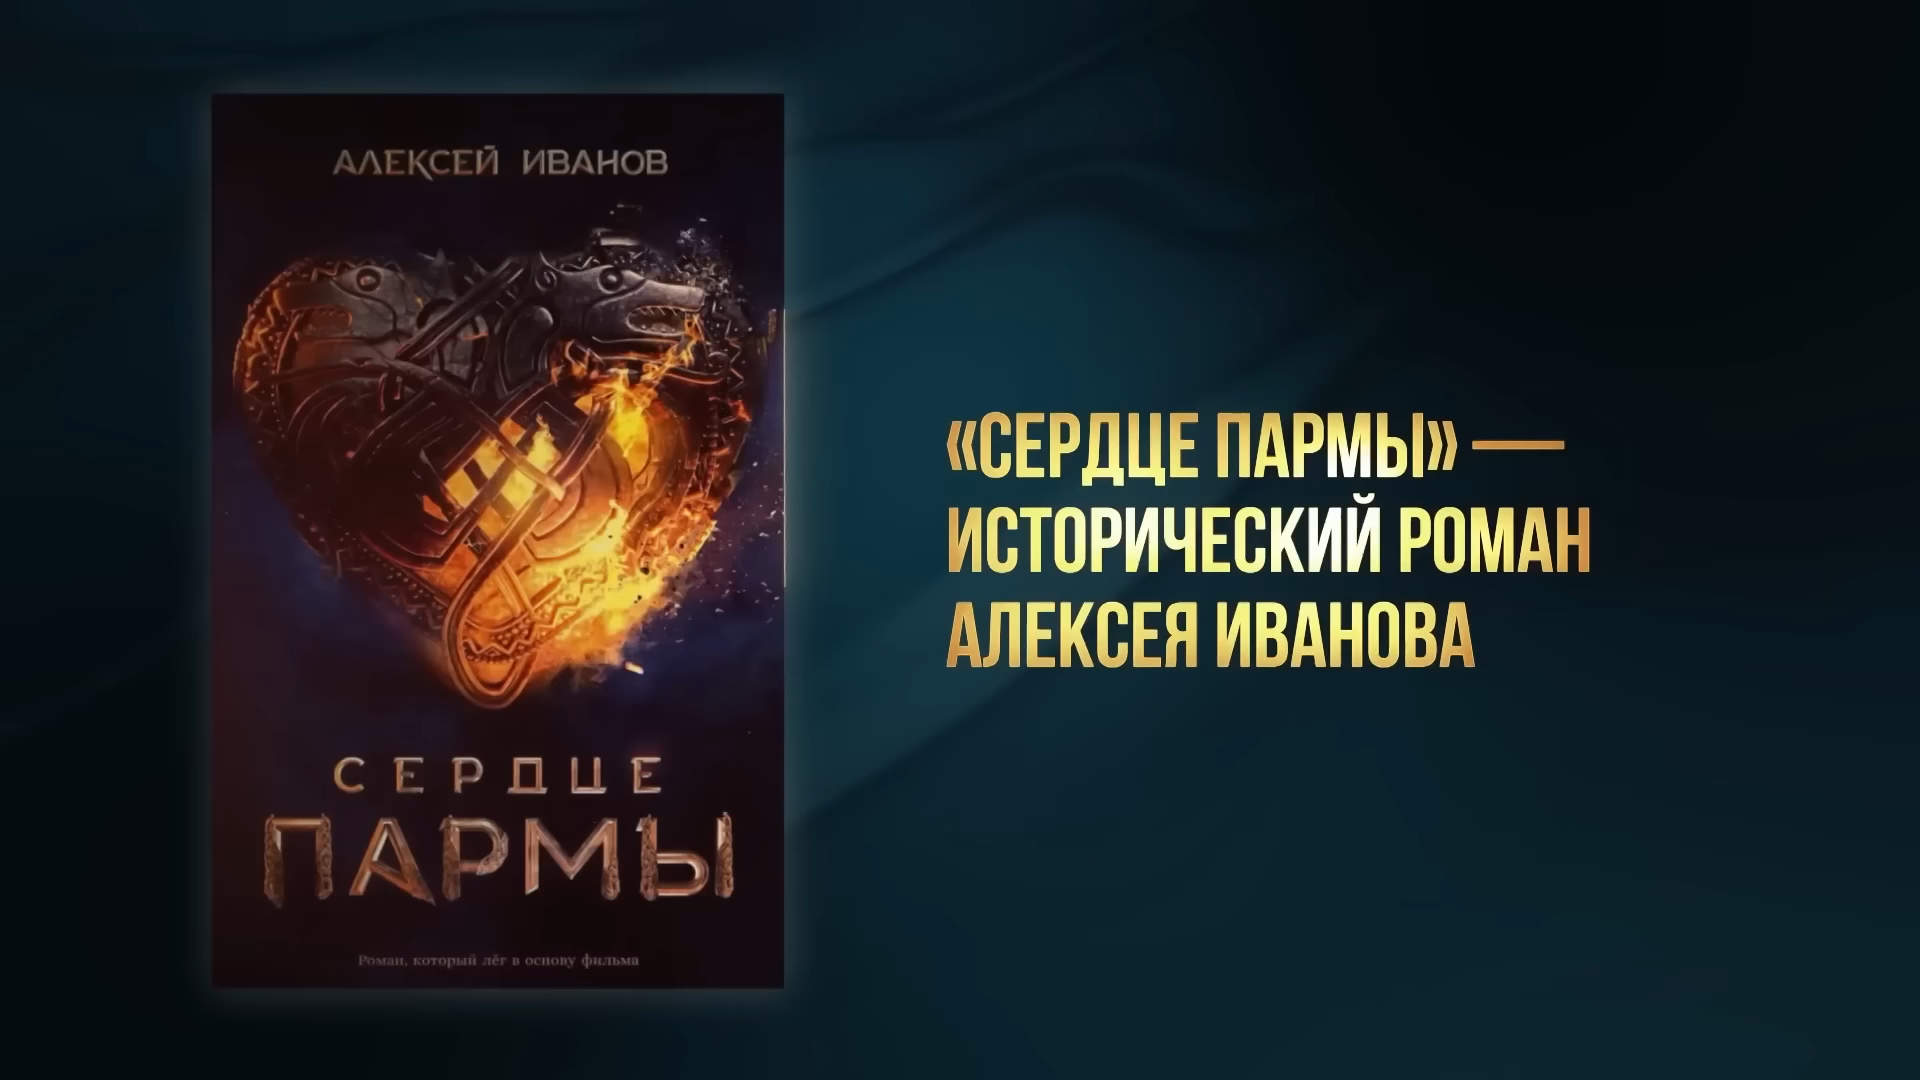 АЛЕКСЕЙ ИВАНОВ
СЕРДЦЕ
ПАРМЫ
Роман, который лёг в основу фильма
«СЕРДЦЕ ПАРМЫ» —
ИСТОРИЧЕСКИЙ РОМАН
АЛЕКСЕЯ ИВАНОВА